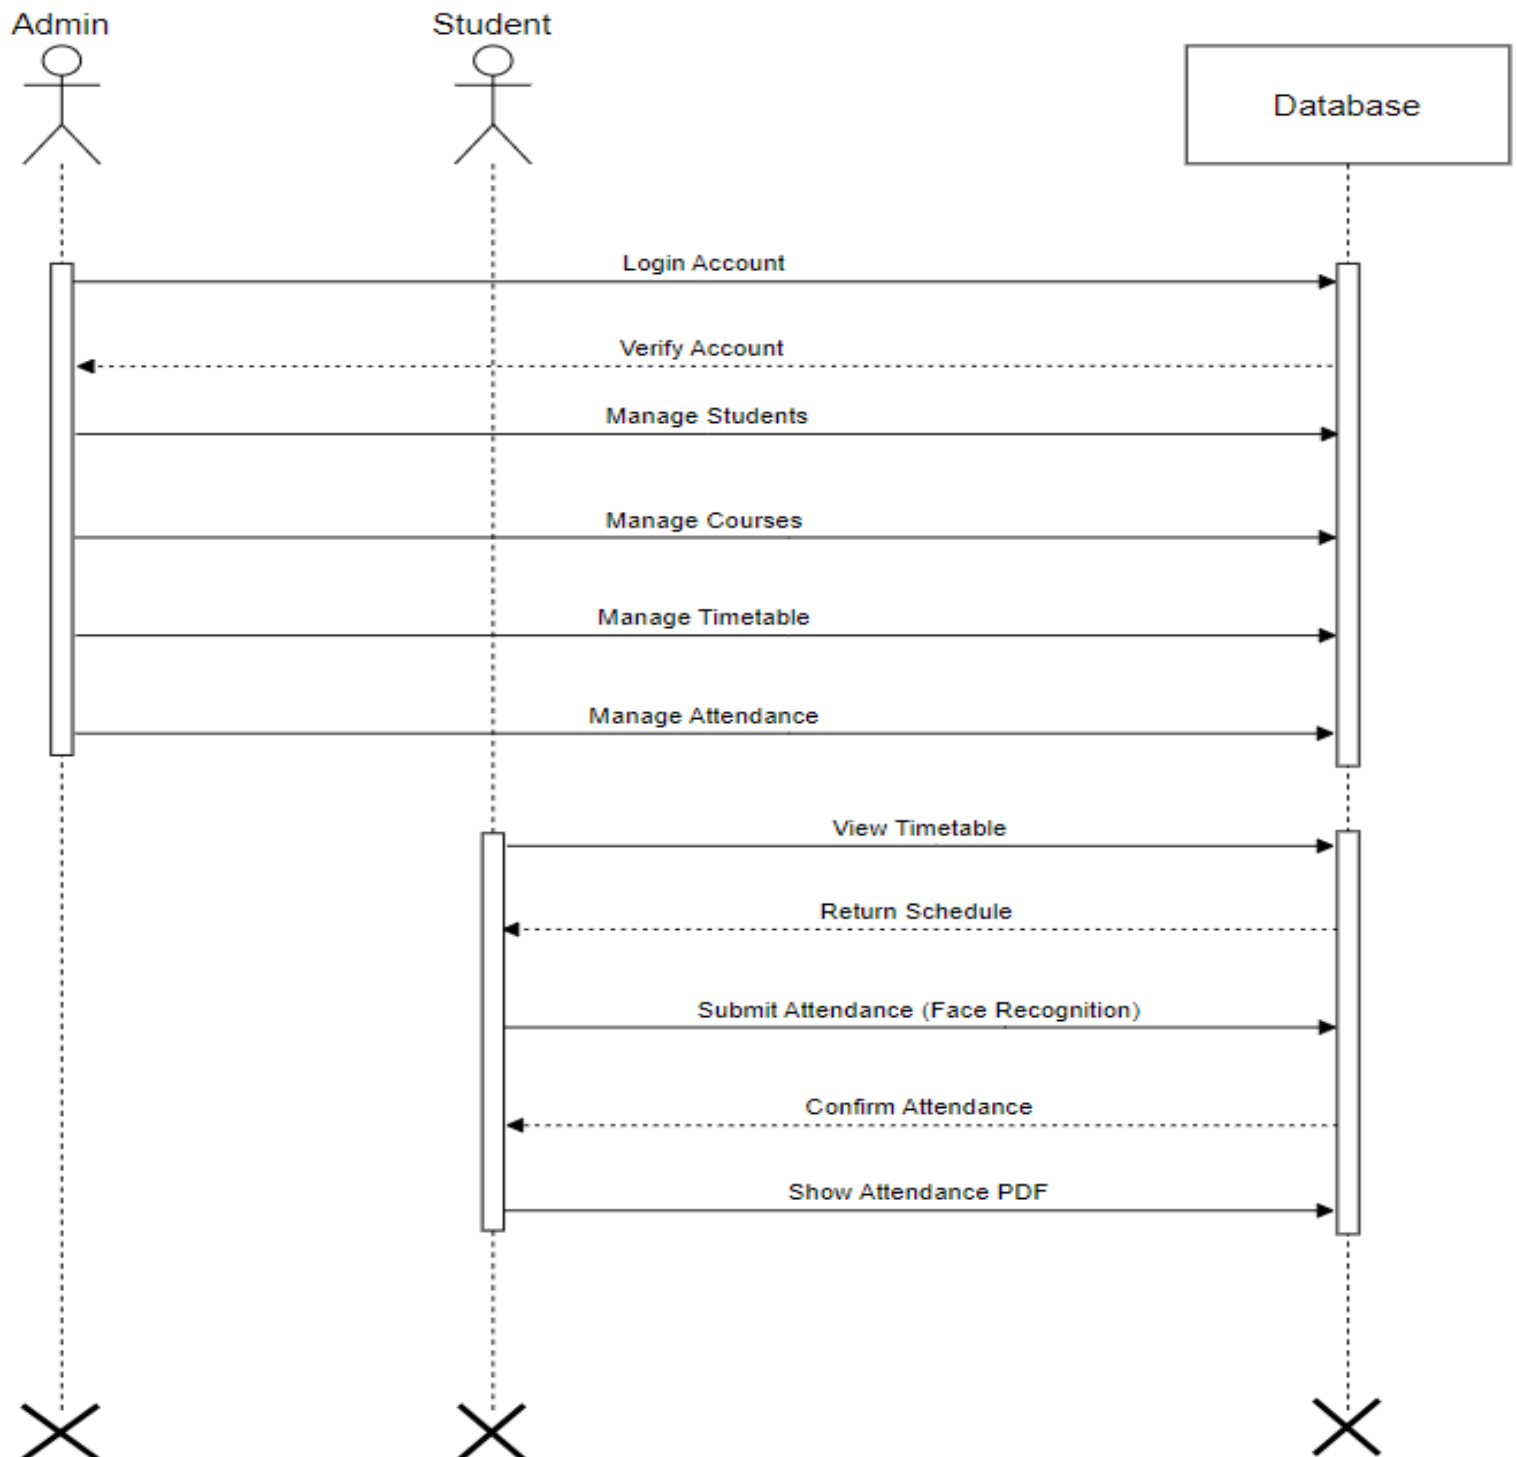 Admin
Student
Database
Login Account
Verify Account
Manage Students
Manage Courses
Manage Timetable
Manage Attendance
View Timetable
Return Schedule
Submit Attendance (Face Recognition)
Confirm Attendance
Show Attendance PDF